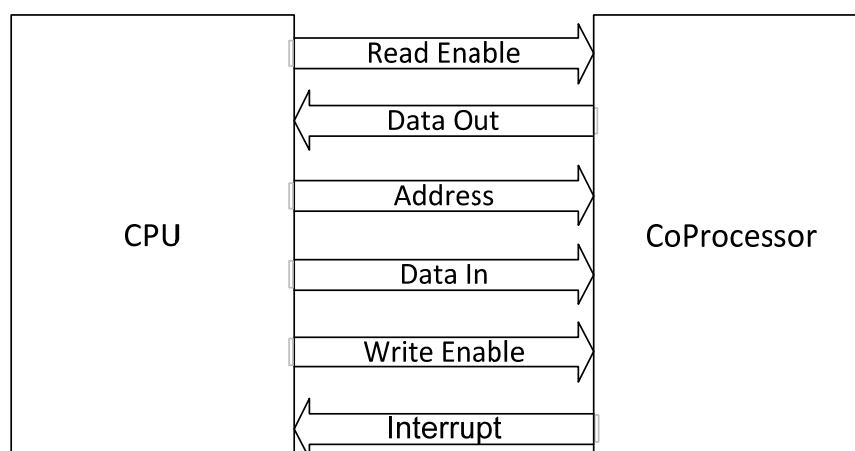 Read Enable
Data Out
Address
CPU
CoProcessor
Data In
Write Enable
Interrupt